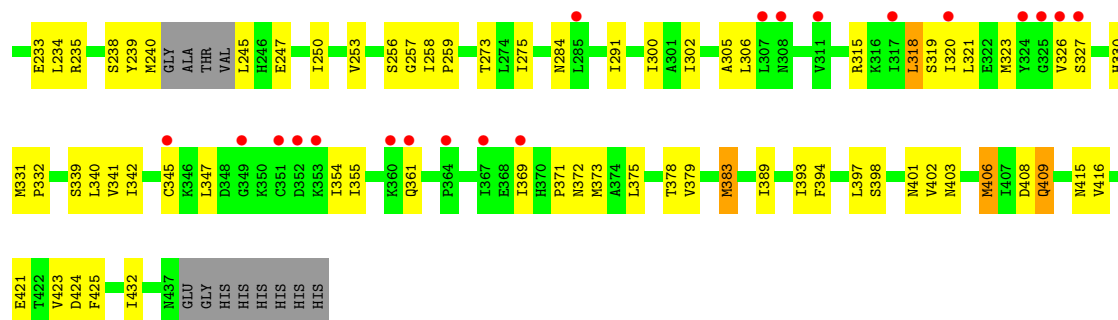 E233 L234 R235 S238 Y239 M240 GLY ALA THR VAL L245 H246 E247 I250 V253 S256 G257 I258 P259 T273 L274 I275 N284 L285 I291 I300 A301 I302 A305 L306 L307 N308 V311 R315 K316 I317 L318 S319 I320 L321 E322 M323 Y324 G325 V326 S327 H330
M331 P332 S339 L340 V341 I342 C345 K346 L347 D348 G349 K350 C351 D352 K353 I354 I355 K360 Q361 P364 I367 E368 I369 H370 P371 N372 M373 A374 L375 T378 V379 M383 I389 I393 F394 L397 S398 N401 V402 N403 M406 I407 D408 Q409 N415 V416
E421 T422 V423 D424 F425 I432 N437 GLU GLY HIS HIS HIS HIS HIS HIS